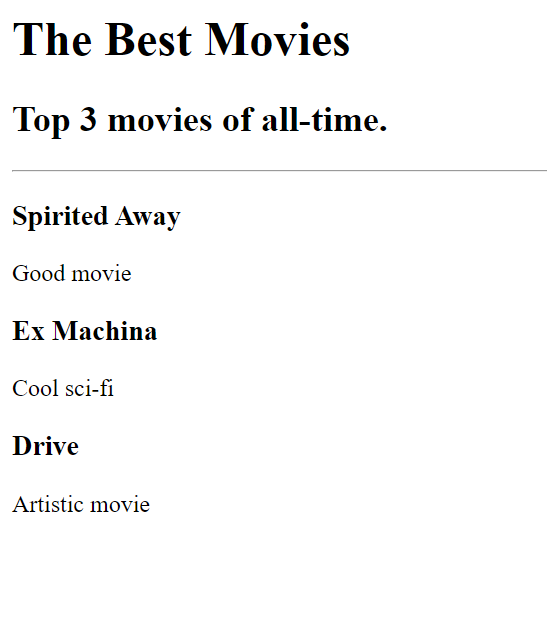 The Best Movies
Top 3 movies of all-time.
Spirited Away
Good movie
Ex Machina
Cool sci-fi
Drive
Artistic movie